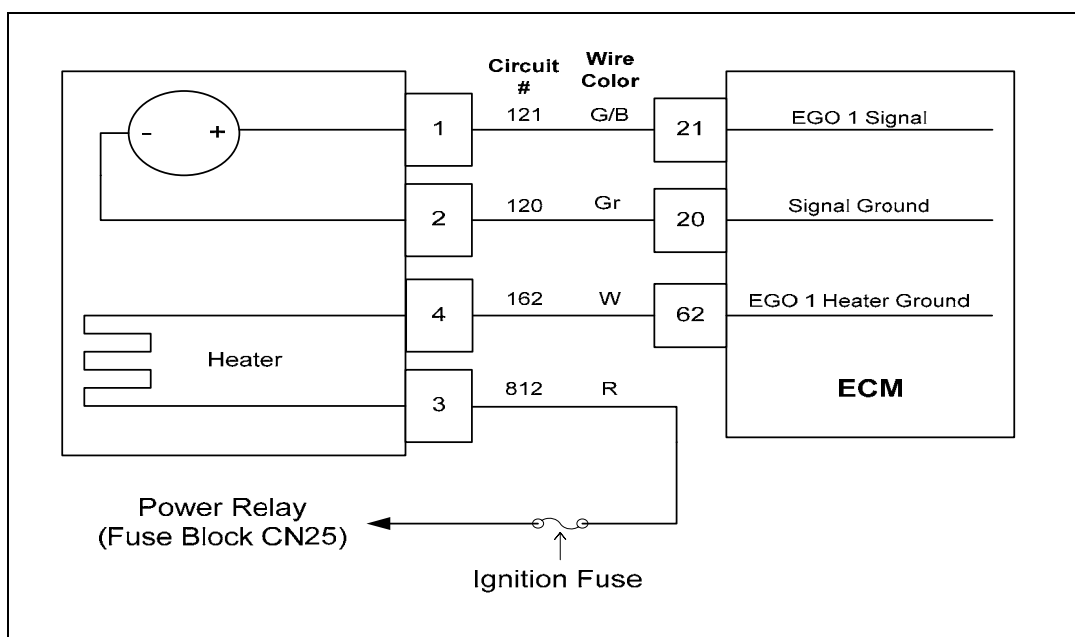 Circuit
#
Wire
Color
- +
1
121
G/B
21
EGO 1 Signal
2
120
Gr
20
Signal Ground
4
162
W
62
EGO 1 Heater Ground
Heater
ECM
3
812
R
Power Relay
(Fuse Block CN25)
Ignition Fuse